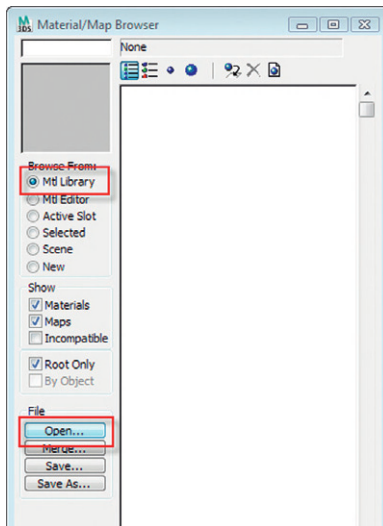 Material/Map Browser
None
Browse From:
Mtl Library
Mtl Editor
Active Slot
Selected
Scene
New
Show
Materials
Maps
Incompatible
Root Only
By Object
File
Open...
Merge...
Save...
Save As...